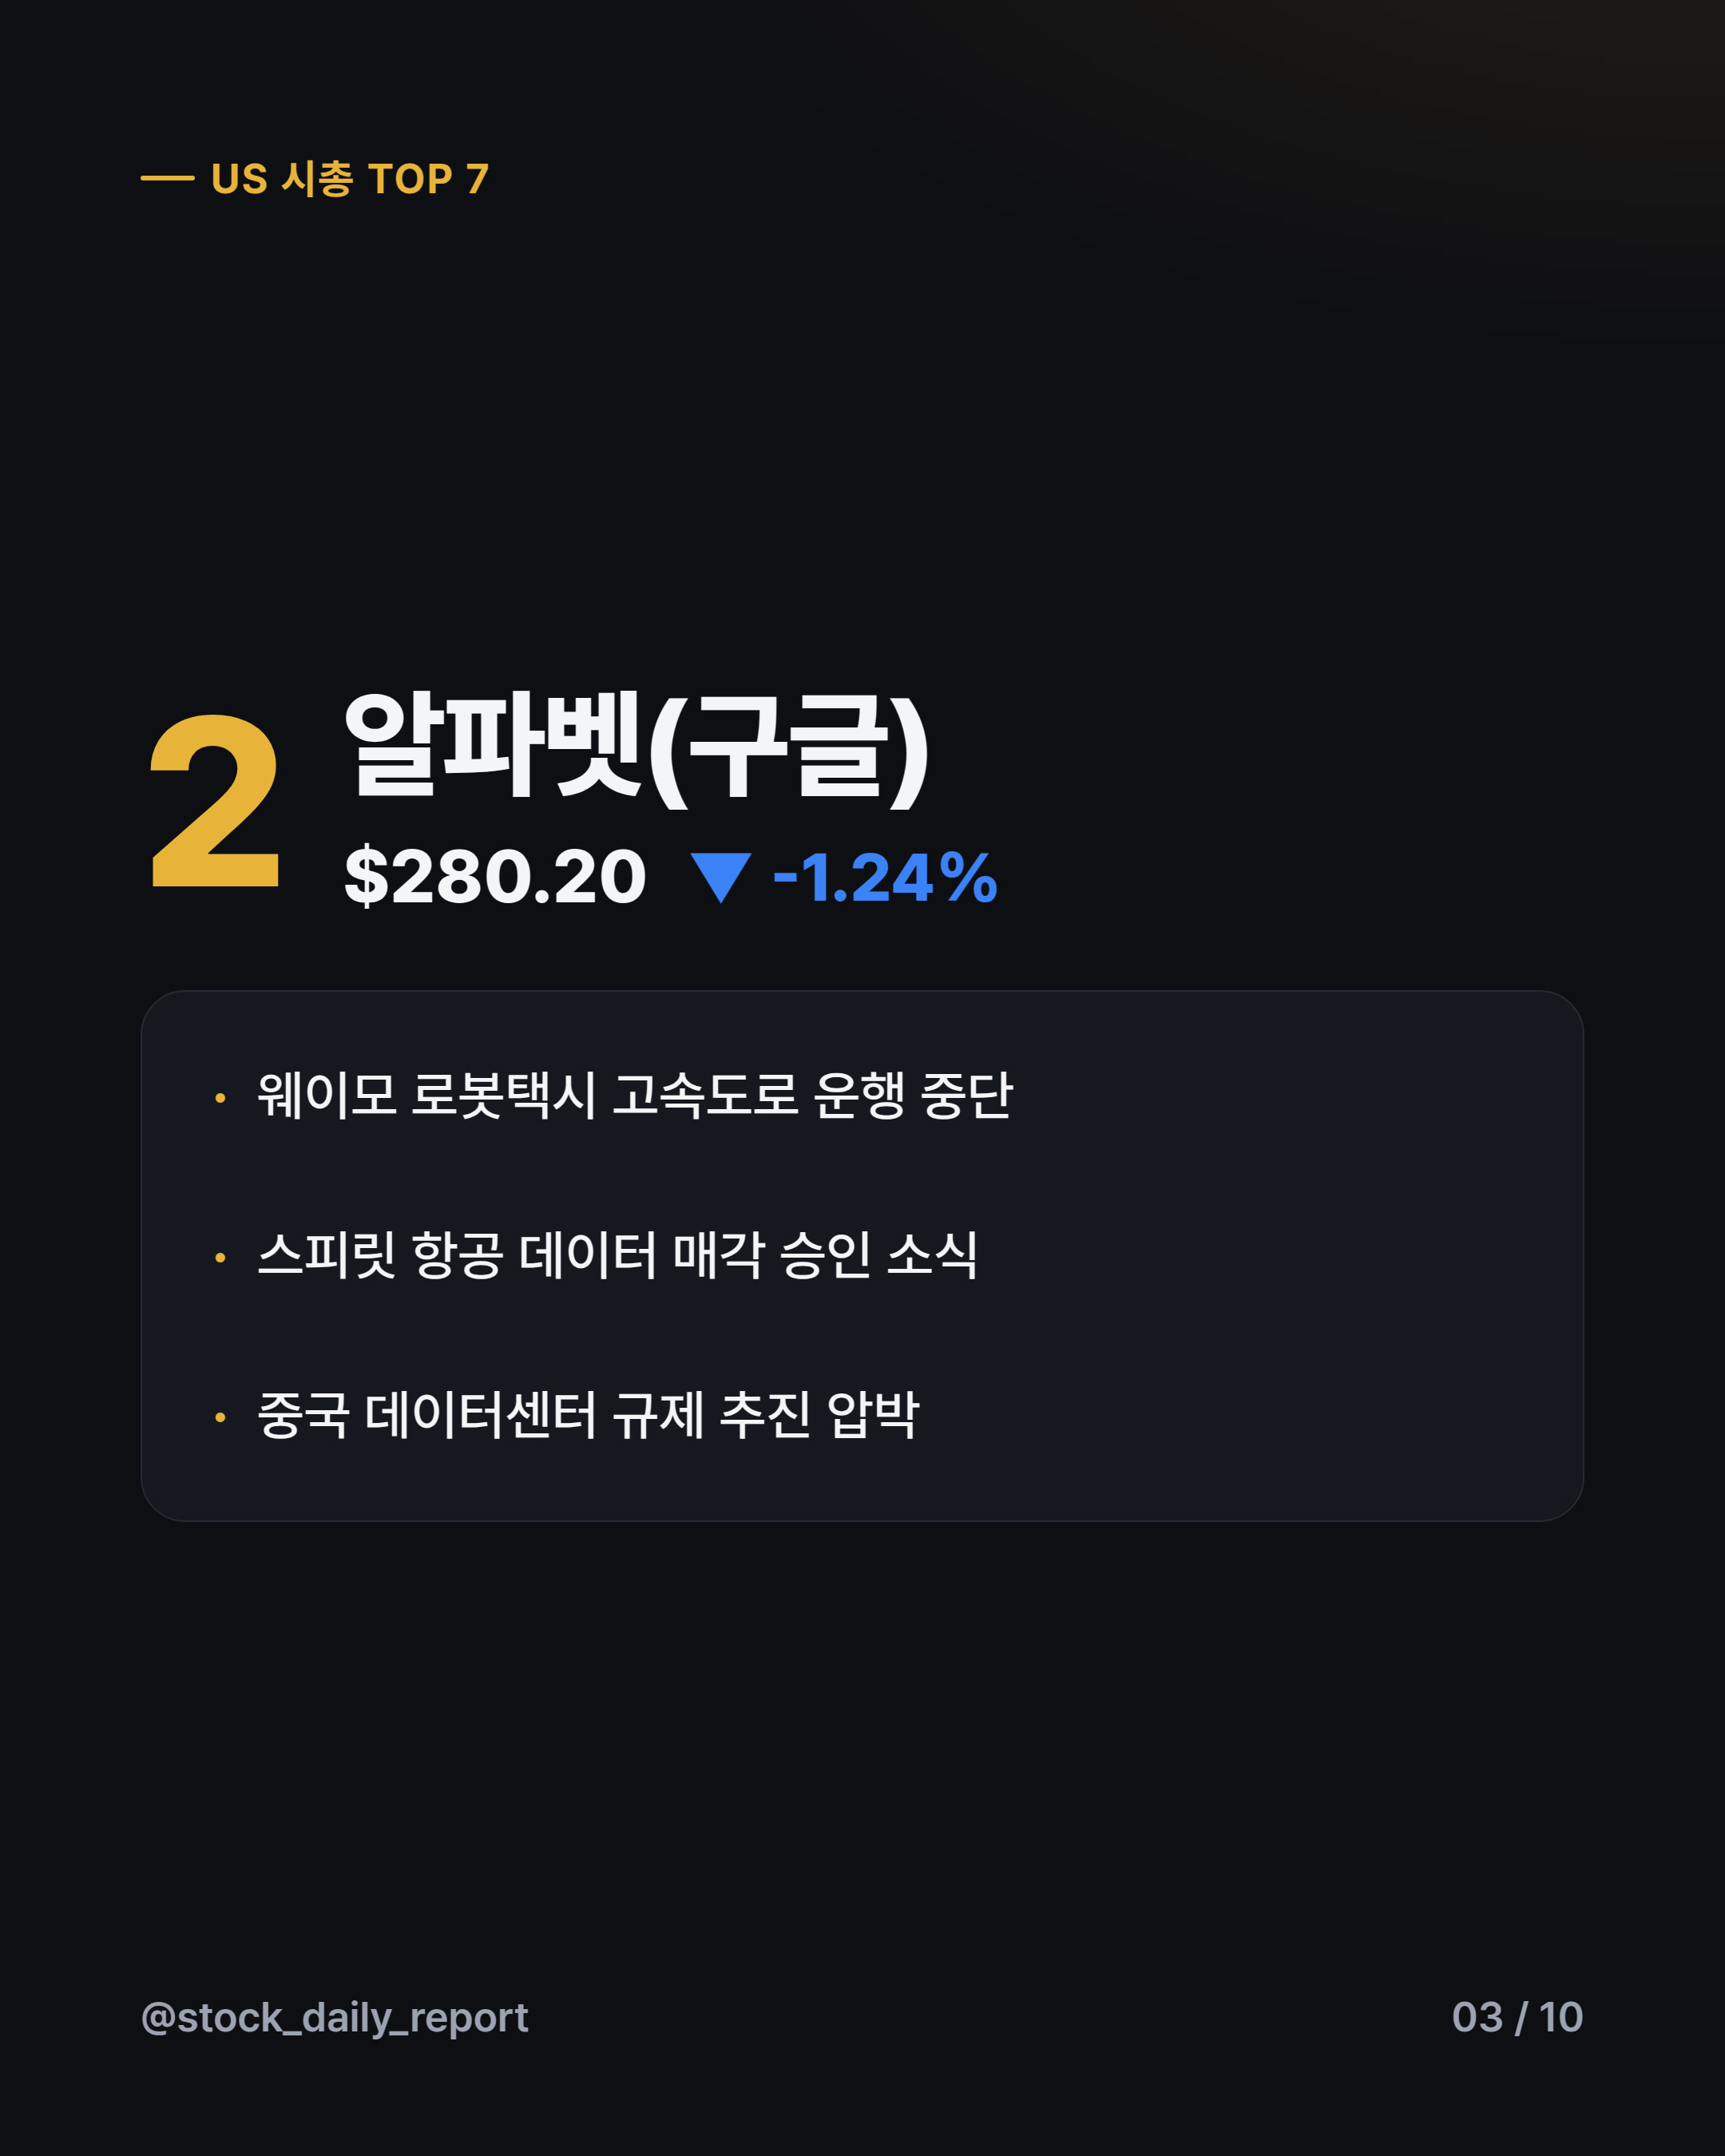 US 시총 TOP 7
2
알파벳(구글)
$280.20 ▼ -1.24%
• 웨이모 로봇택시 고속도로 운행 중단
• 스피릿 항공 데이터 매각 승인 소식
• 중국 데이터센터 규제 추진 압박
@stock_daily_report
03 / 10